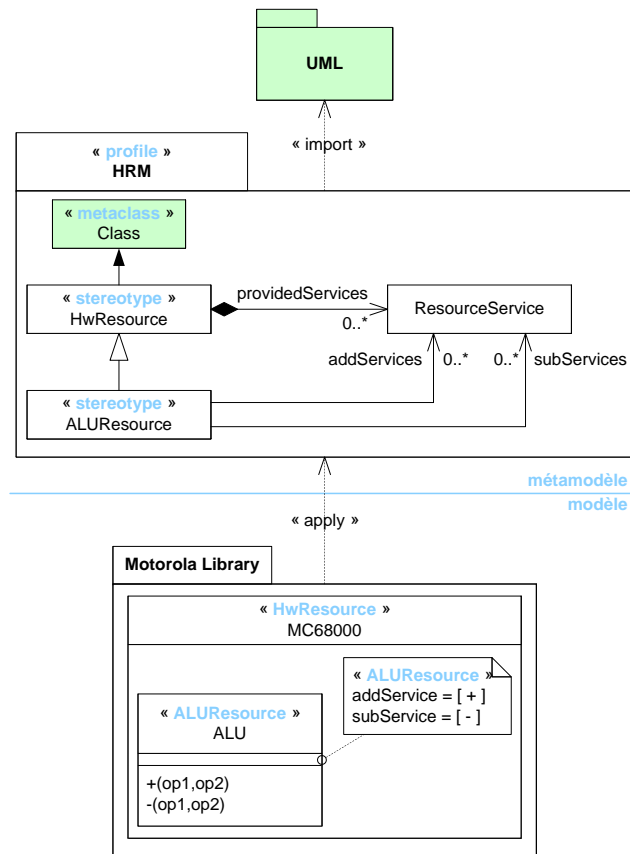 UML
« import »
« profile »
HRM
« metaclass »
Class
« stereotype »
HwResource
providedServices
0..*
ResourceService
addServices
0..*
0..*
subServices
« stereotype »
ALUResource
métamodèle
modèle
« apply »
Motorola Library
« HwResource »
MC68000
« ALUResource »
addService = [ + ]
subService = [ - ]
« ALUResource »
ALU
+(op1,op2)
-(op1,op2)